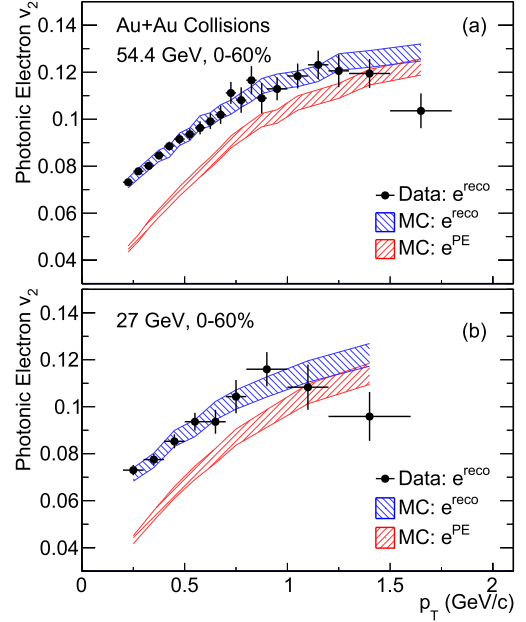 Au+Au Collisions
(a)
54.4 GeV, 0-60%
Photonic Electron v₂
0.14
0.12
0.1
0.08
0.06
0.04
Data: e^reco
MC: e^reco
MC: e^PE
27 GeV, 0-60%
(b)
Photonic Electron v₂
0.14
0.12
0.1
0.08
0.06
0.04
Data: e^reco
MC: e^reco
MC: e^PE
0 0.5 1 1.5 2
p_T (GeV/c)